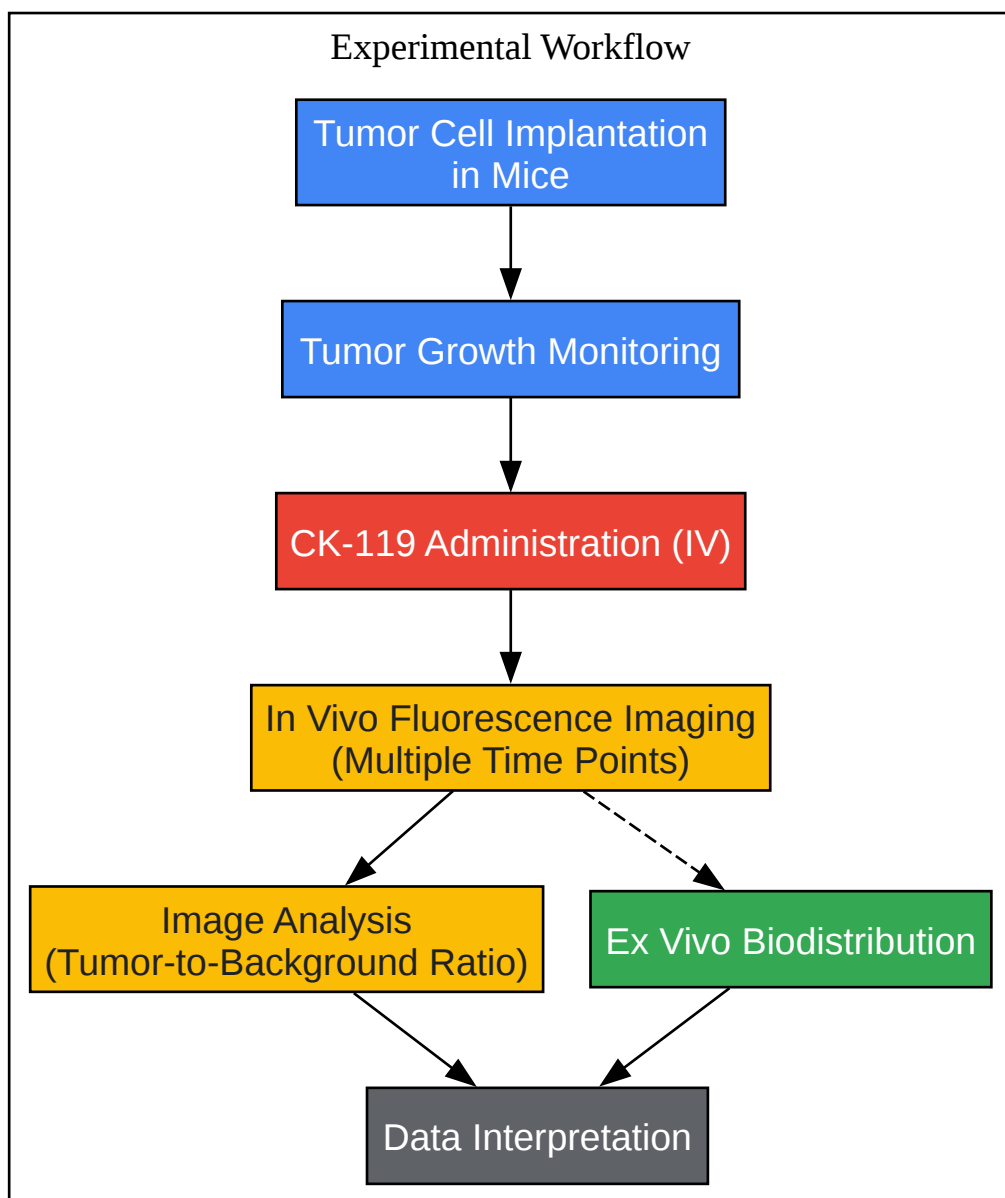 Experimental Workflow
Tumor Cell Implantation
in Mice
Tumor Growth Monitoring
CK-119 Administration (IV)
In Vivo Fluorescence Imaging
(Multiple Time Points)
Image Analysis
(Tumor-to-Background Ratio)
Ex Vivo Biodistribution
Data Interpretation